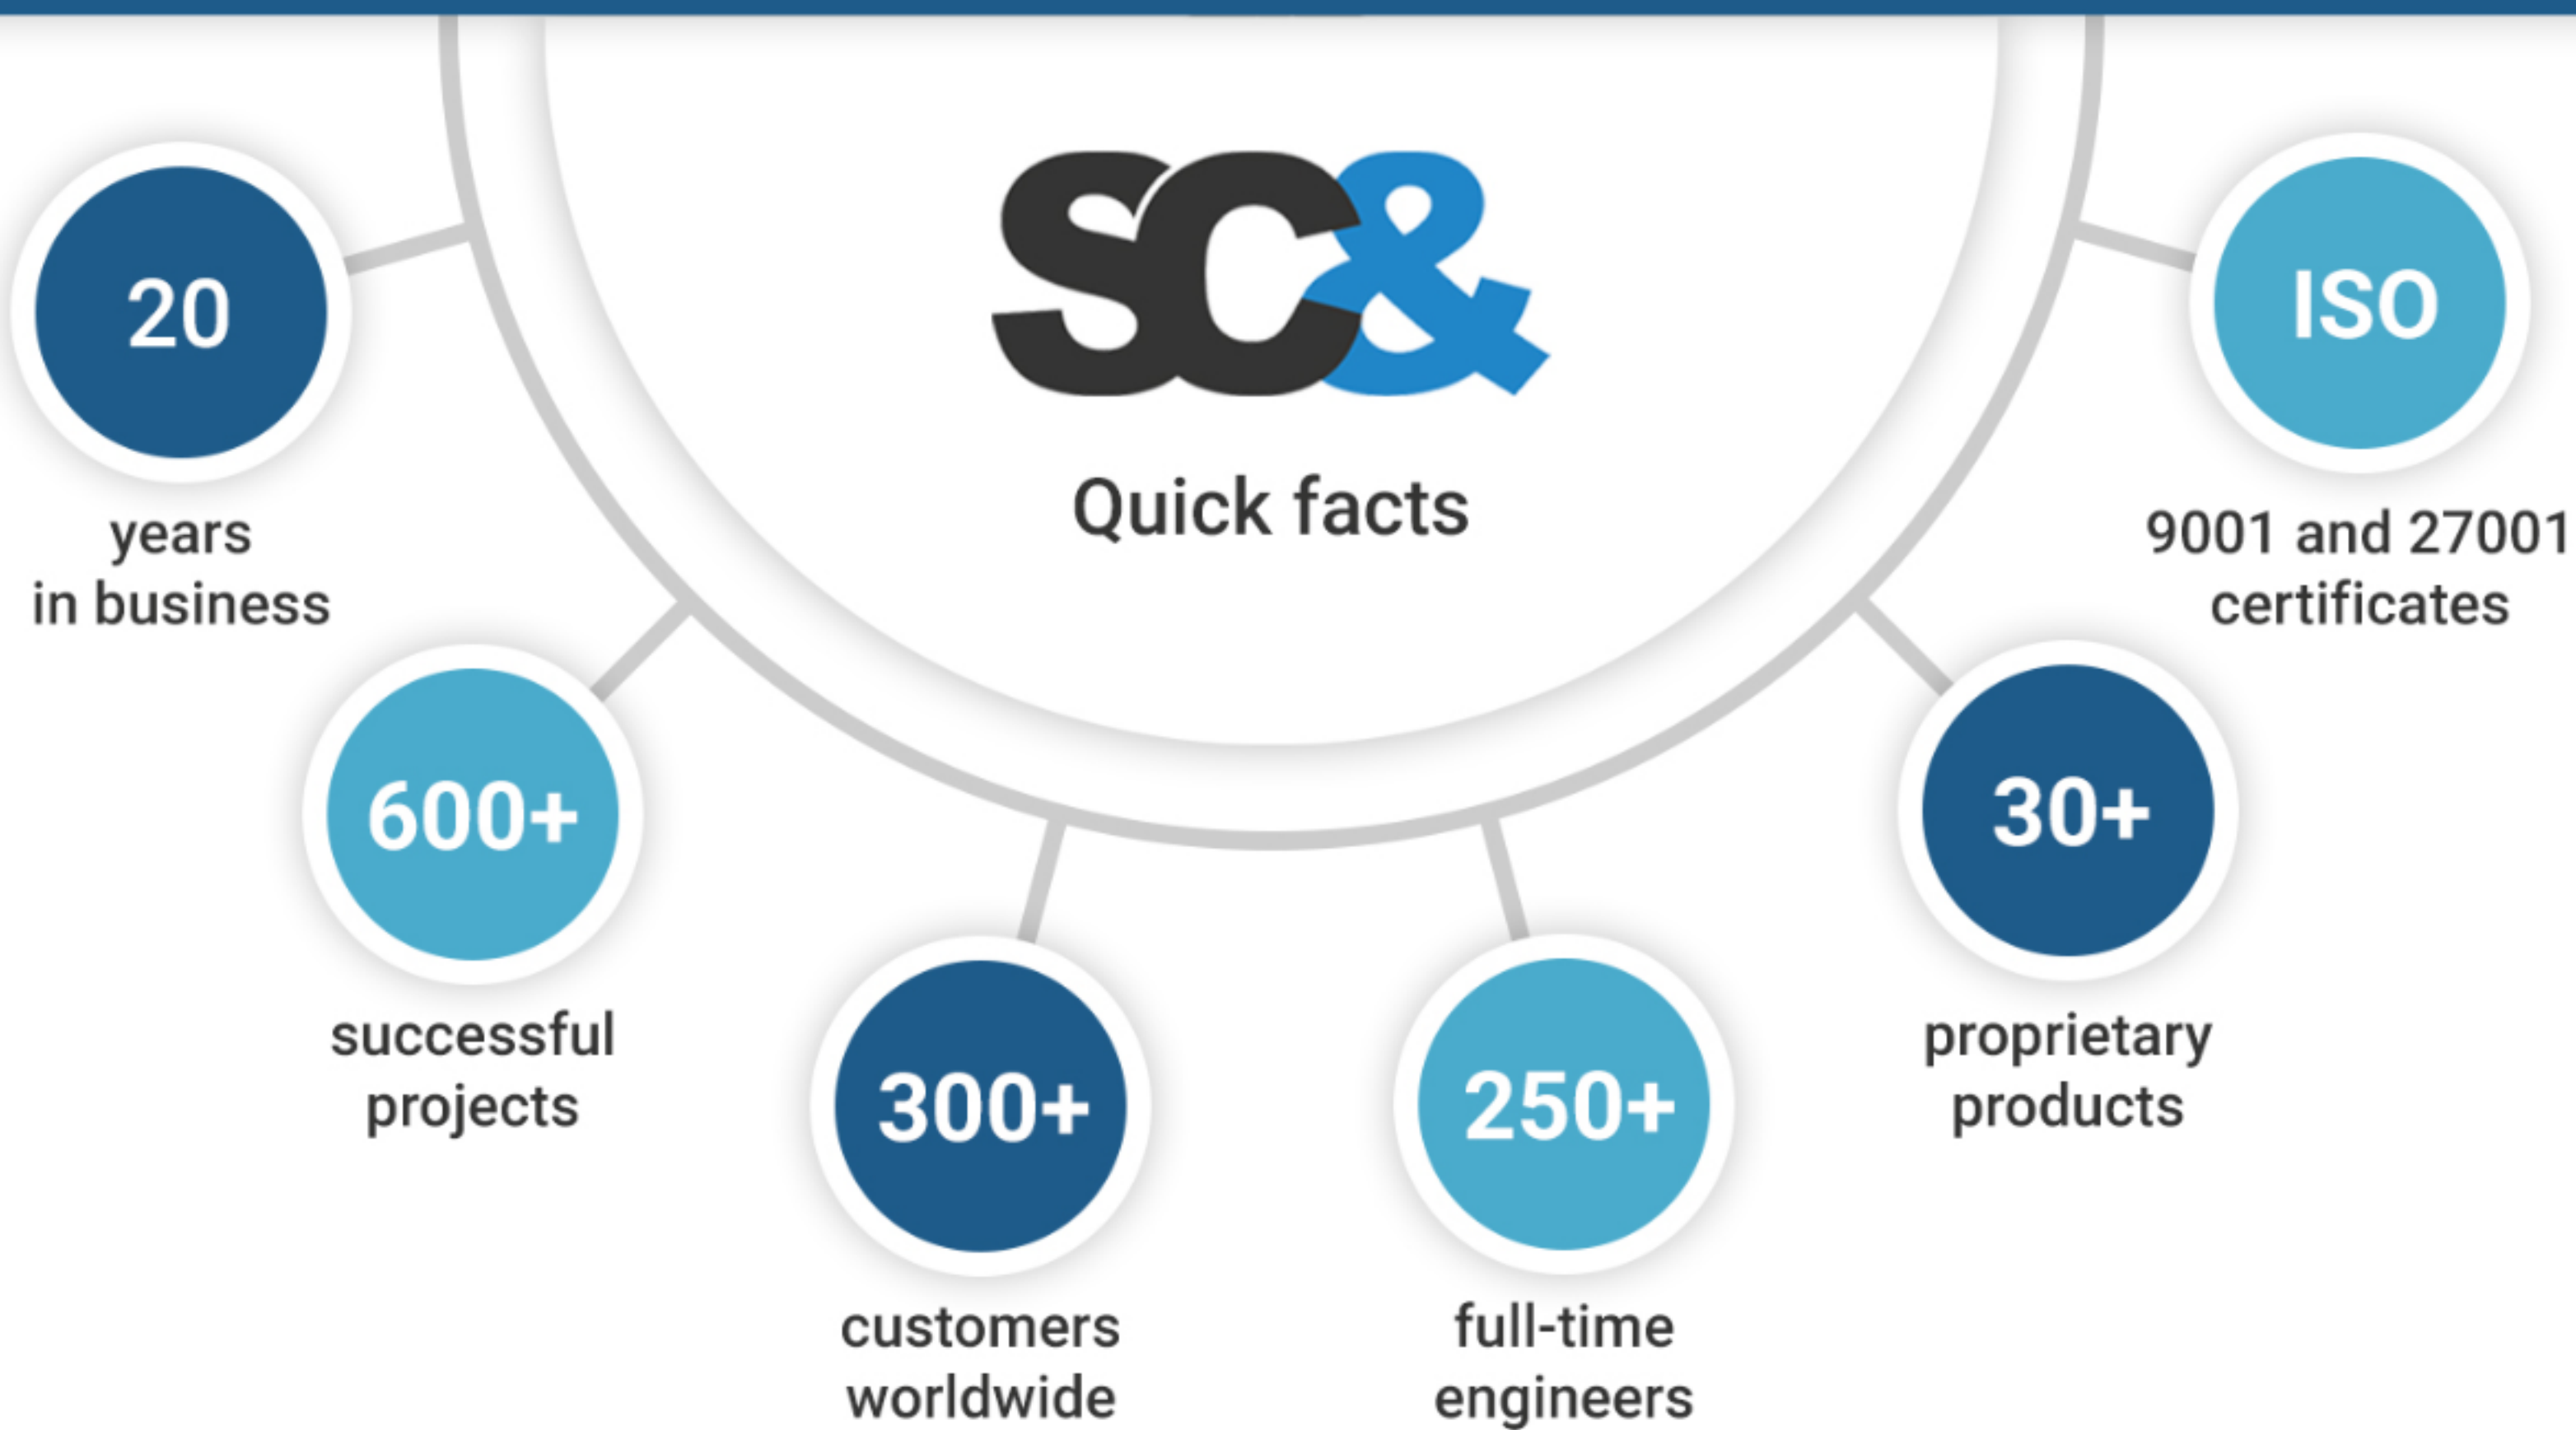 SC&
Quick facts
20
years
in business
600+
successful
projects
300+
customers
worldwide
250+
full-time
engineers
30+
proprietary
products
ISO
9001 and 27001
certificates